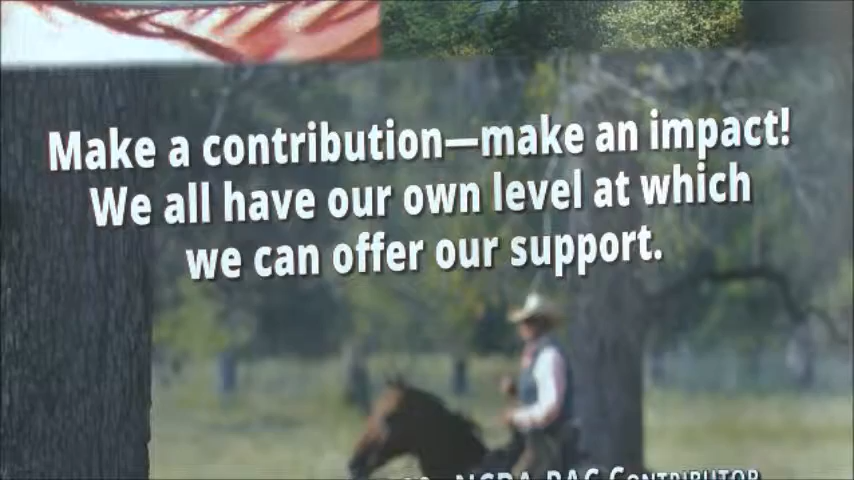 Make a contribution—make an impact!
We all have our own level at which
we can offer our support.
PAC CONTRIBUTOR